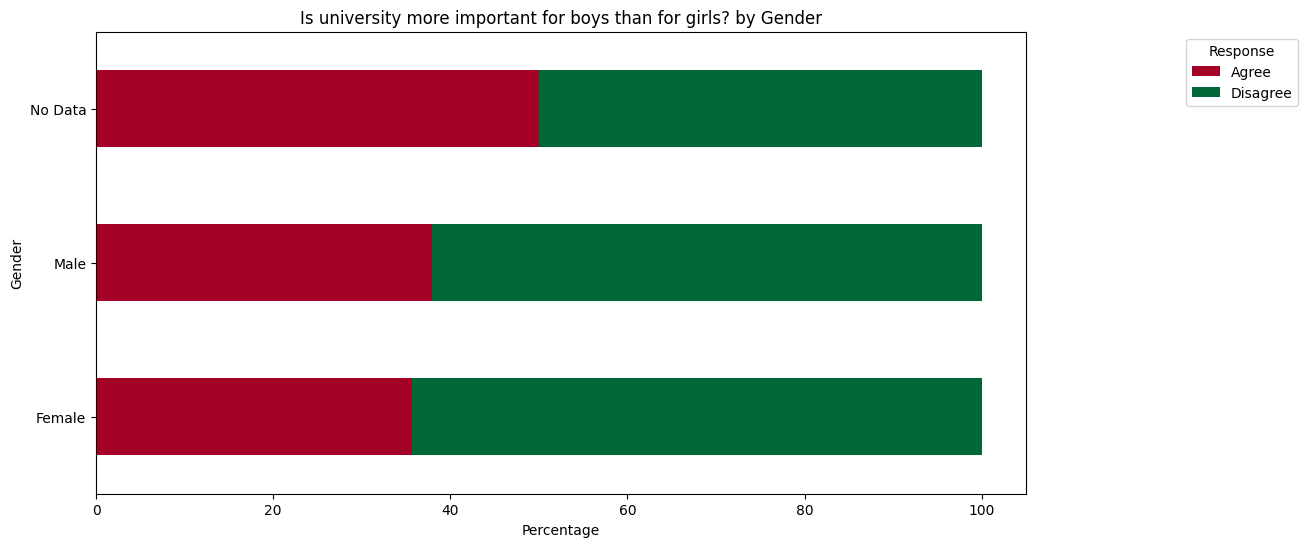 Is university more important for boys than for girls? by Gender
Response
Agree
Disagree
No Data
Male
Female
Gender
0 20 40 60 80 100
Percentage